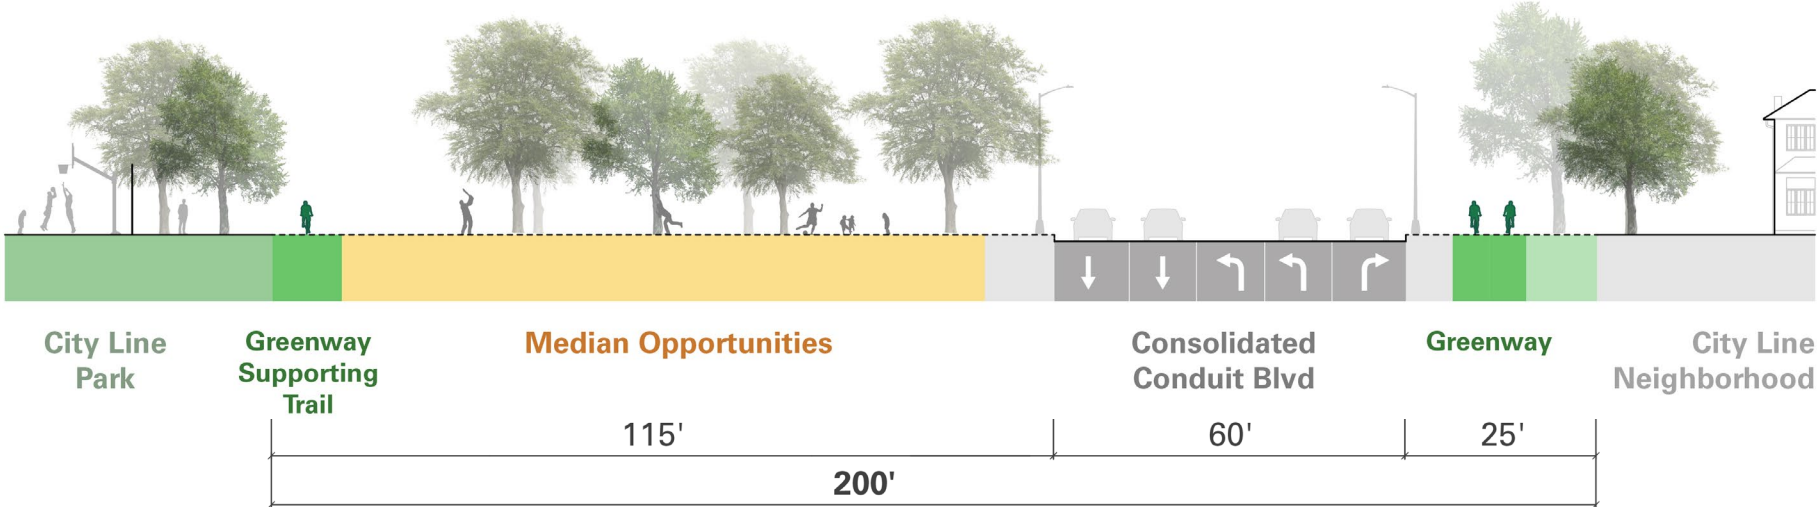 City Line
Park
Greenway
Supporting
Trail
Median Opportunities
Consolidated
Conduit Blvd
Greenway
City Line
Neighborhood
115'
60'
25'
200'